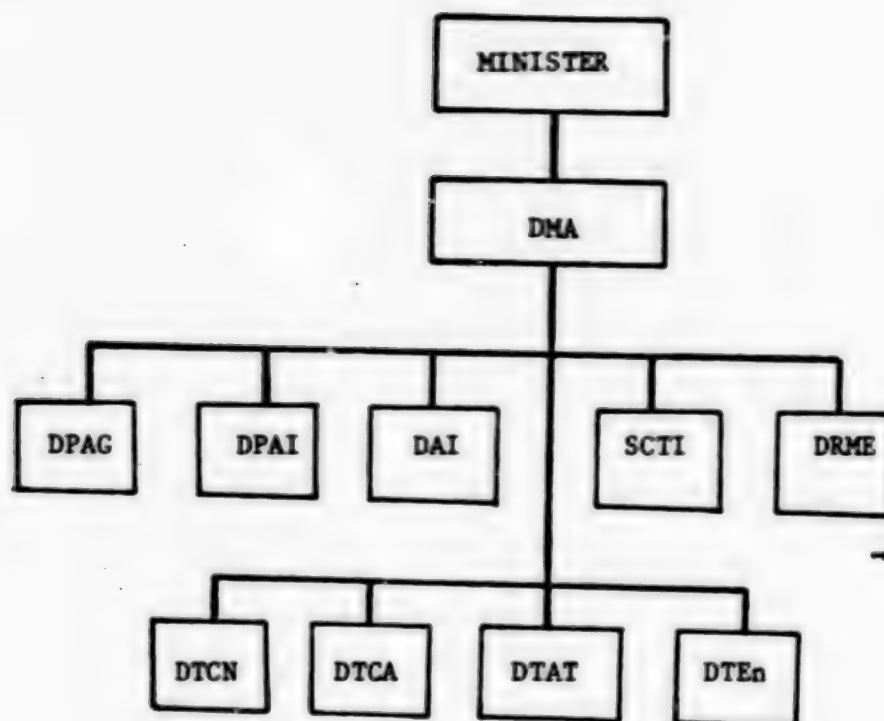 MINISTER
DMA
DPAG DPAI DAI SCTI DRME
DTCN DTCA DTAT DTEn